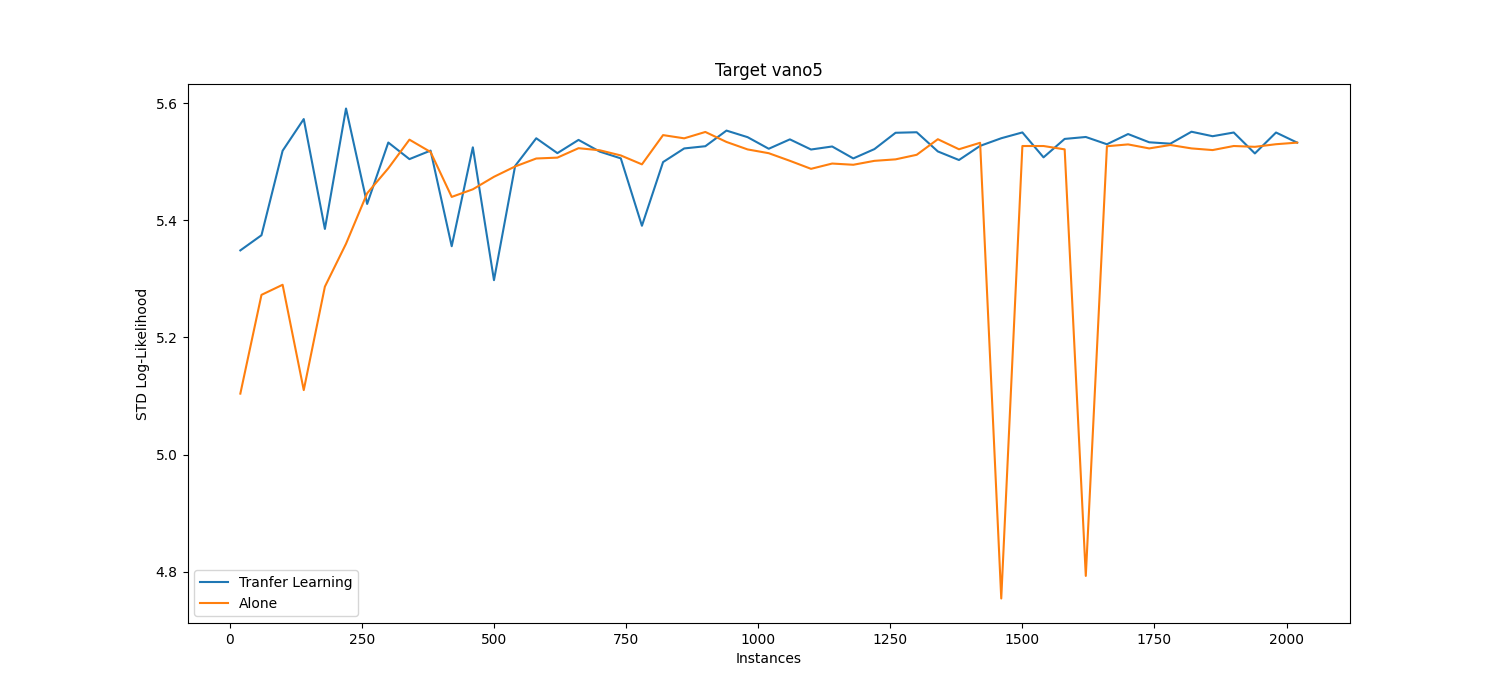 Target vano5
5.6
5.4
5.2
5.0
4.8
STD Log-Likelihood
Tranfer Learning
Alone
0 250 500 750 1000 1250 1500 1750 2000
Instances